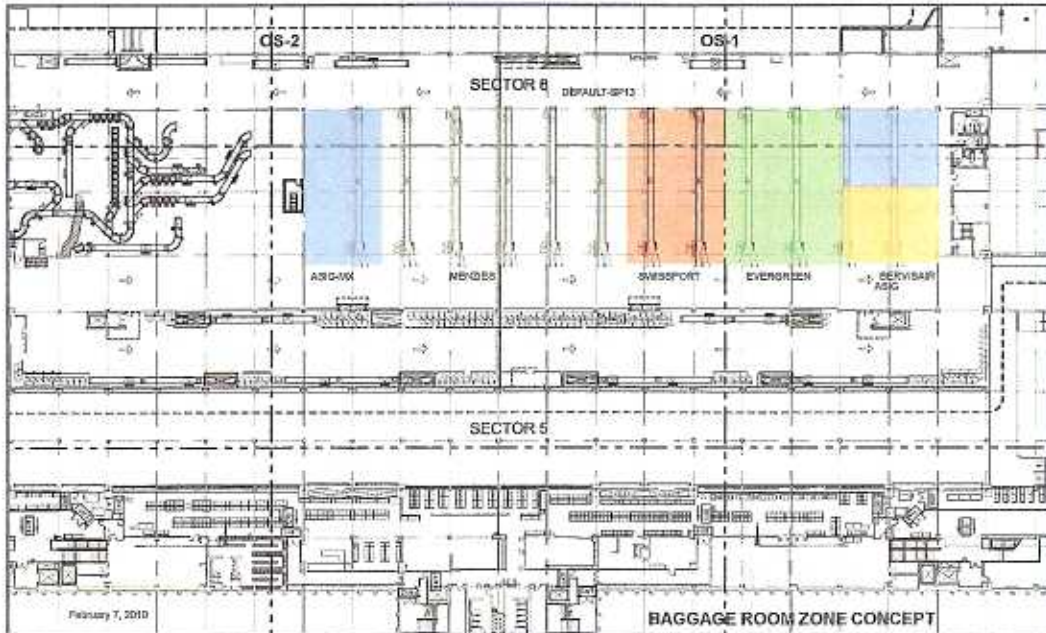 OS-2
OS-1
SECTOR 6
DEFAULT-SP13
ASIG-MX
MENZIES
SWISSPORT
EVERGREEN
SERVISAIR
ASIG
SECTOR 5
February 7, 2010
BAGGAGE ROOM ZONE CONCEPT